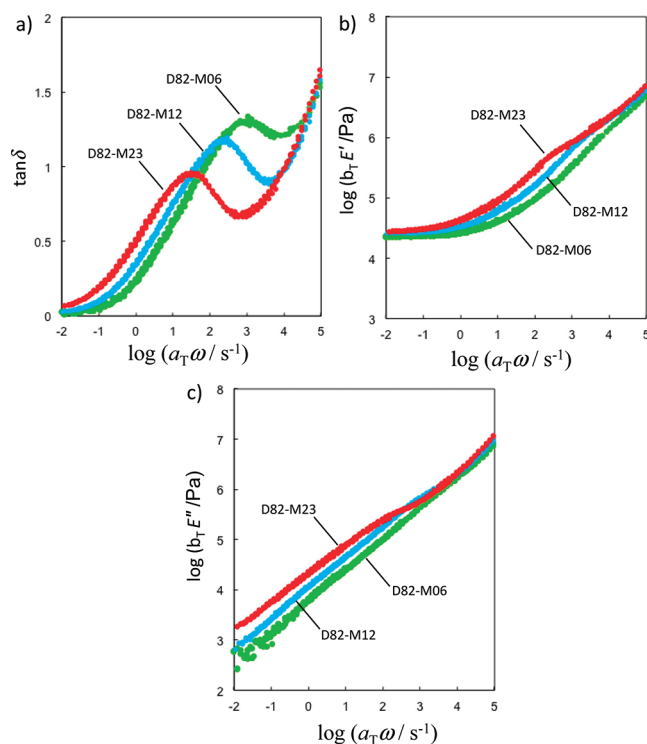 a)
2
1.5
1
0.5
0
tanδ
D82-M06
D82-M12
D82-M23
-2 -1 0 1 2 3 4 5
log (aTω / s-1)
b)
8
7
6
5
4
3
log (bT E′/Pa)
D82-M23
D82-M12
D82-M06
-2 -1 0 1 2 3 4 5
log (aTω / s-1)
c)
8
7
6
5
4
3
2
log (bT E″/Pa)
D82-M23
D82-M06
D82-M12
-2 -1 0 1 2 3 4 5
log (aTω / s-1)